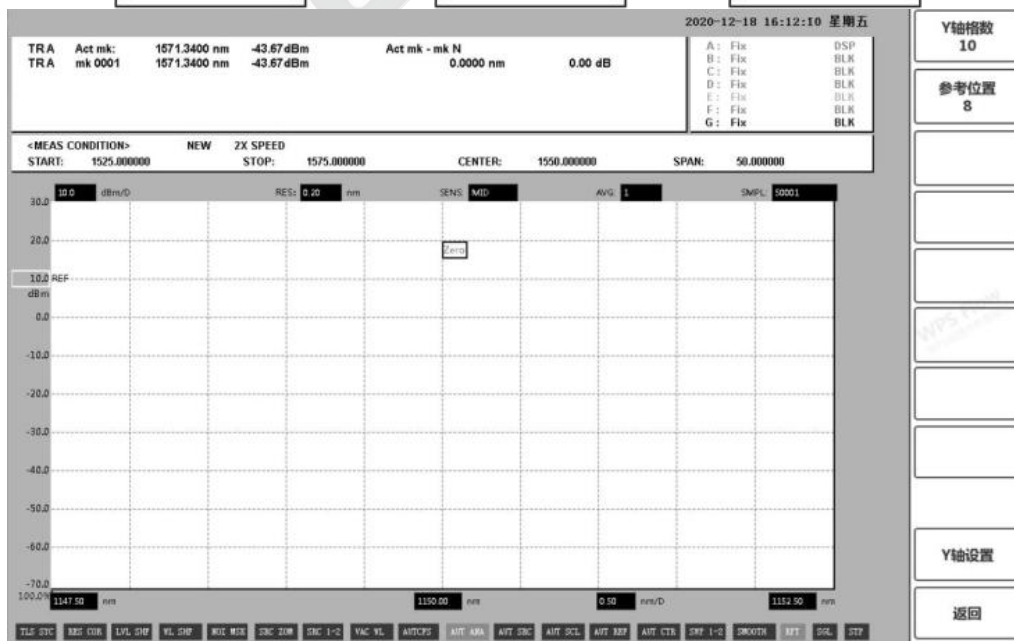 2020-12-18 16:12:10 星期五
TRA Act mk: 1571.3400 nm -43.67dBm Act mk - mk N
TRA mk 0001 1571.3400 nm -43.67dBm 0.0000 nm 0.00 dB
A: Fix DSP
B: Fix BLK
C: Fix BLK
D: Fix BLK
E: Fix BLK
F: Fix BLK
G: Fix BLK
<MEAS CONDITION> NEW 2X SPEED
START: 1525.000000 STOP: 1575.000000 CENTER: 1550.000000 SPAN: 50.000000
10.0 dBm/D RES: 0.20 nm SENS: MID AVG: 1 SMPL: 50001
30.0
20.0
Zero
10.0 REF
dBm
0.0
-10.0
-20.0
-30.0
-40.0
-50.0
-60.0
-70.0
100.0%
1147.50 nm 1150.00 nm 0.50 nm/D 1152.50 nm
TLS SYC RES COR LVL SHF WL SHF NOI MSK SRC ZOM SRC 1-2 VAC WL AUTCPS AUT ANA AUT SRC AUT SCL AUT REF AUT CTR SWP 1-2 SMOOTH RPT SGL STP
Y轴格数
10
参考位置
8
Y轴设置
返回